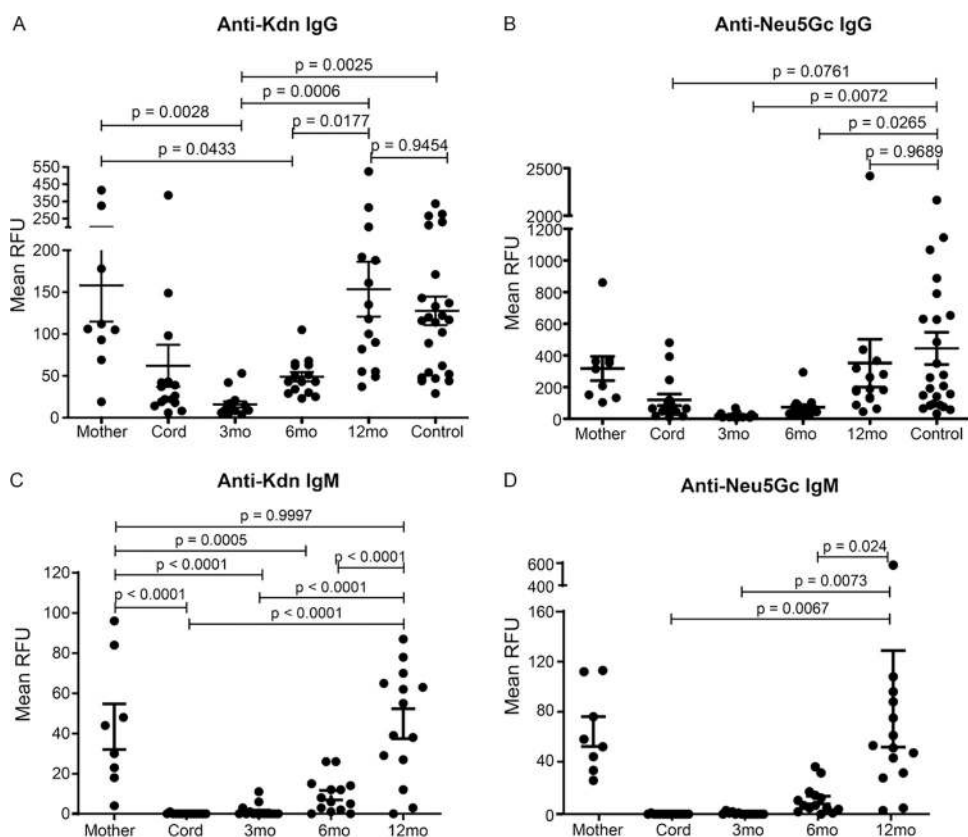 A
Anti-Kdn IgG
p = 0.0025
p = 0.0006
p = 0.0028
p = 0.0177
p = 0.9454
p = 0.0433
Mean RFU
550
450
350
250
200
150
100
50
0
Mother Cord 3mo 6mo 12mo Control
B
Anti-Neu5Gc IgG
p = 0.0761
p = 0.0072
p = 0.0265
p = 0.9689
Mean RFU
2500
2000
1200
1000
800
600
400
200
0
Mother Cord 3mo 6mo 12mo Control
C
Anti-Kdn IgM
p = 0.9997
p = 0.0005
p < 0.0001
p < 0.0001
p < 0.0001
p < 0.0001
p < 0.0001
Mean RFU
120
100
80
60
40
20
0
Mother Cord 3mo 6mo 12mo
D
Anti-Neu5Gc IgM
p = 0.024
p = 0.0073
p = 0.0067
Mean RFU
600
400
160
120
80
40
0
Mother Cord 3mo 6mo 12mo